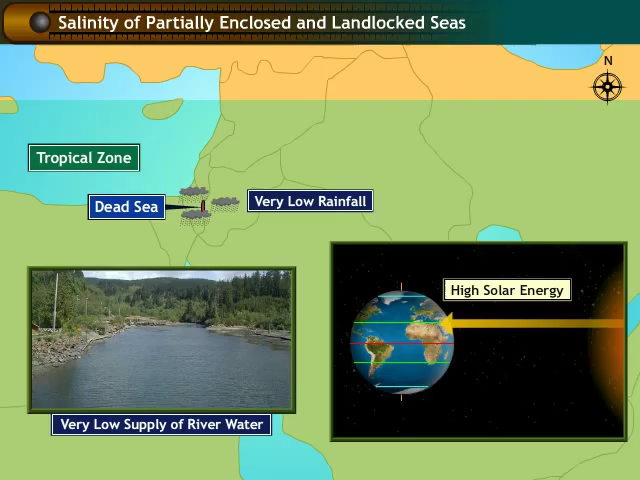 Salinity of Partially Enclosed and Landlocked Seas
N
Tropical Zone
Dead Sea
Very Low Rainfall
High Solar Energy
Very Low Supply of River Water